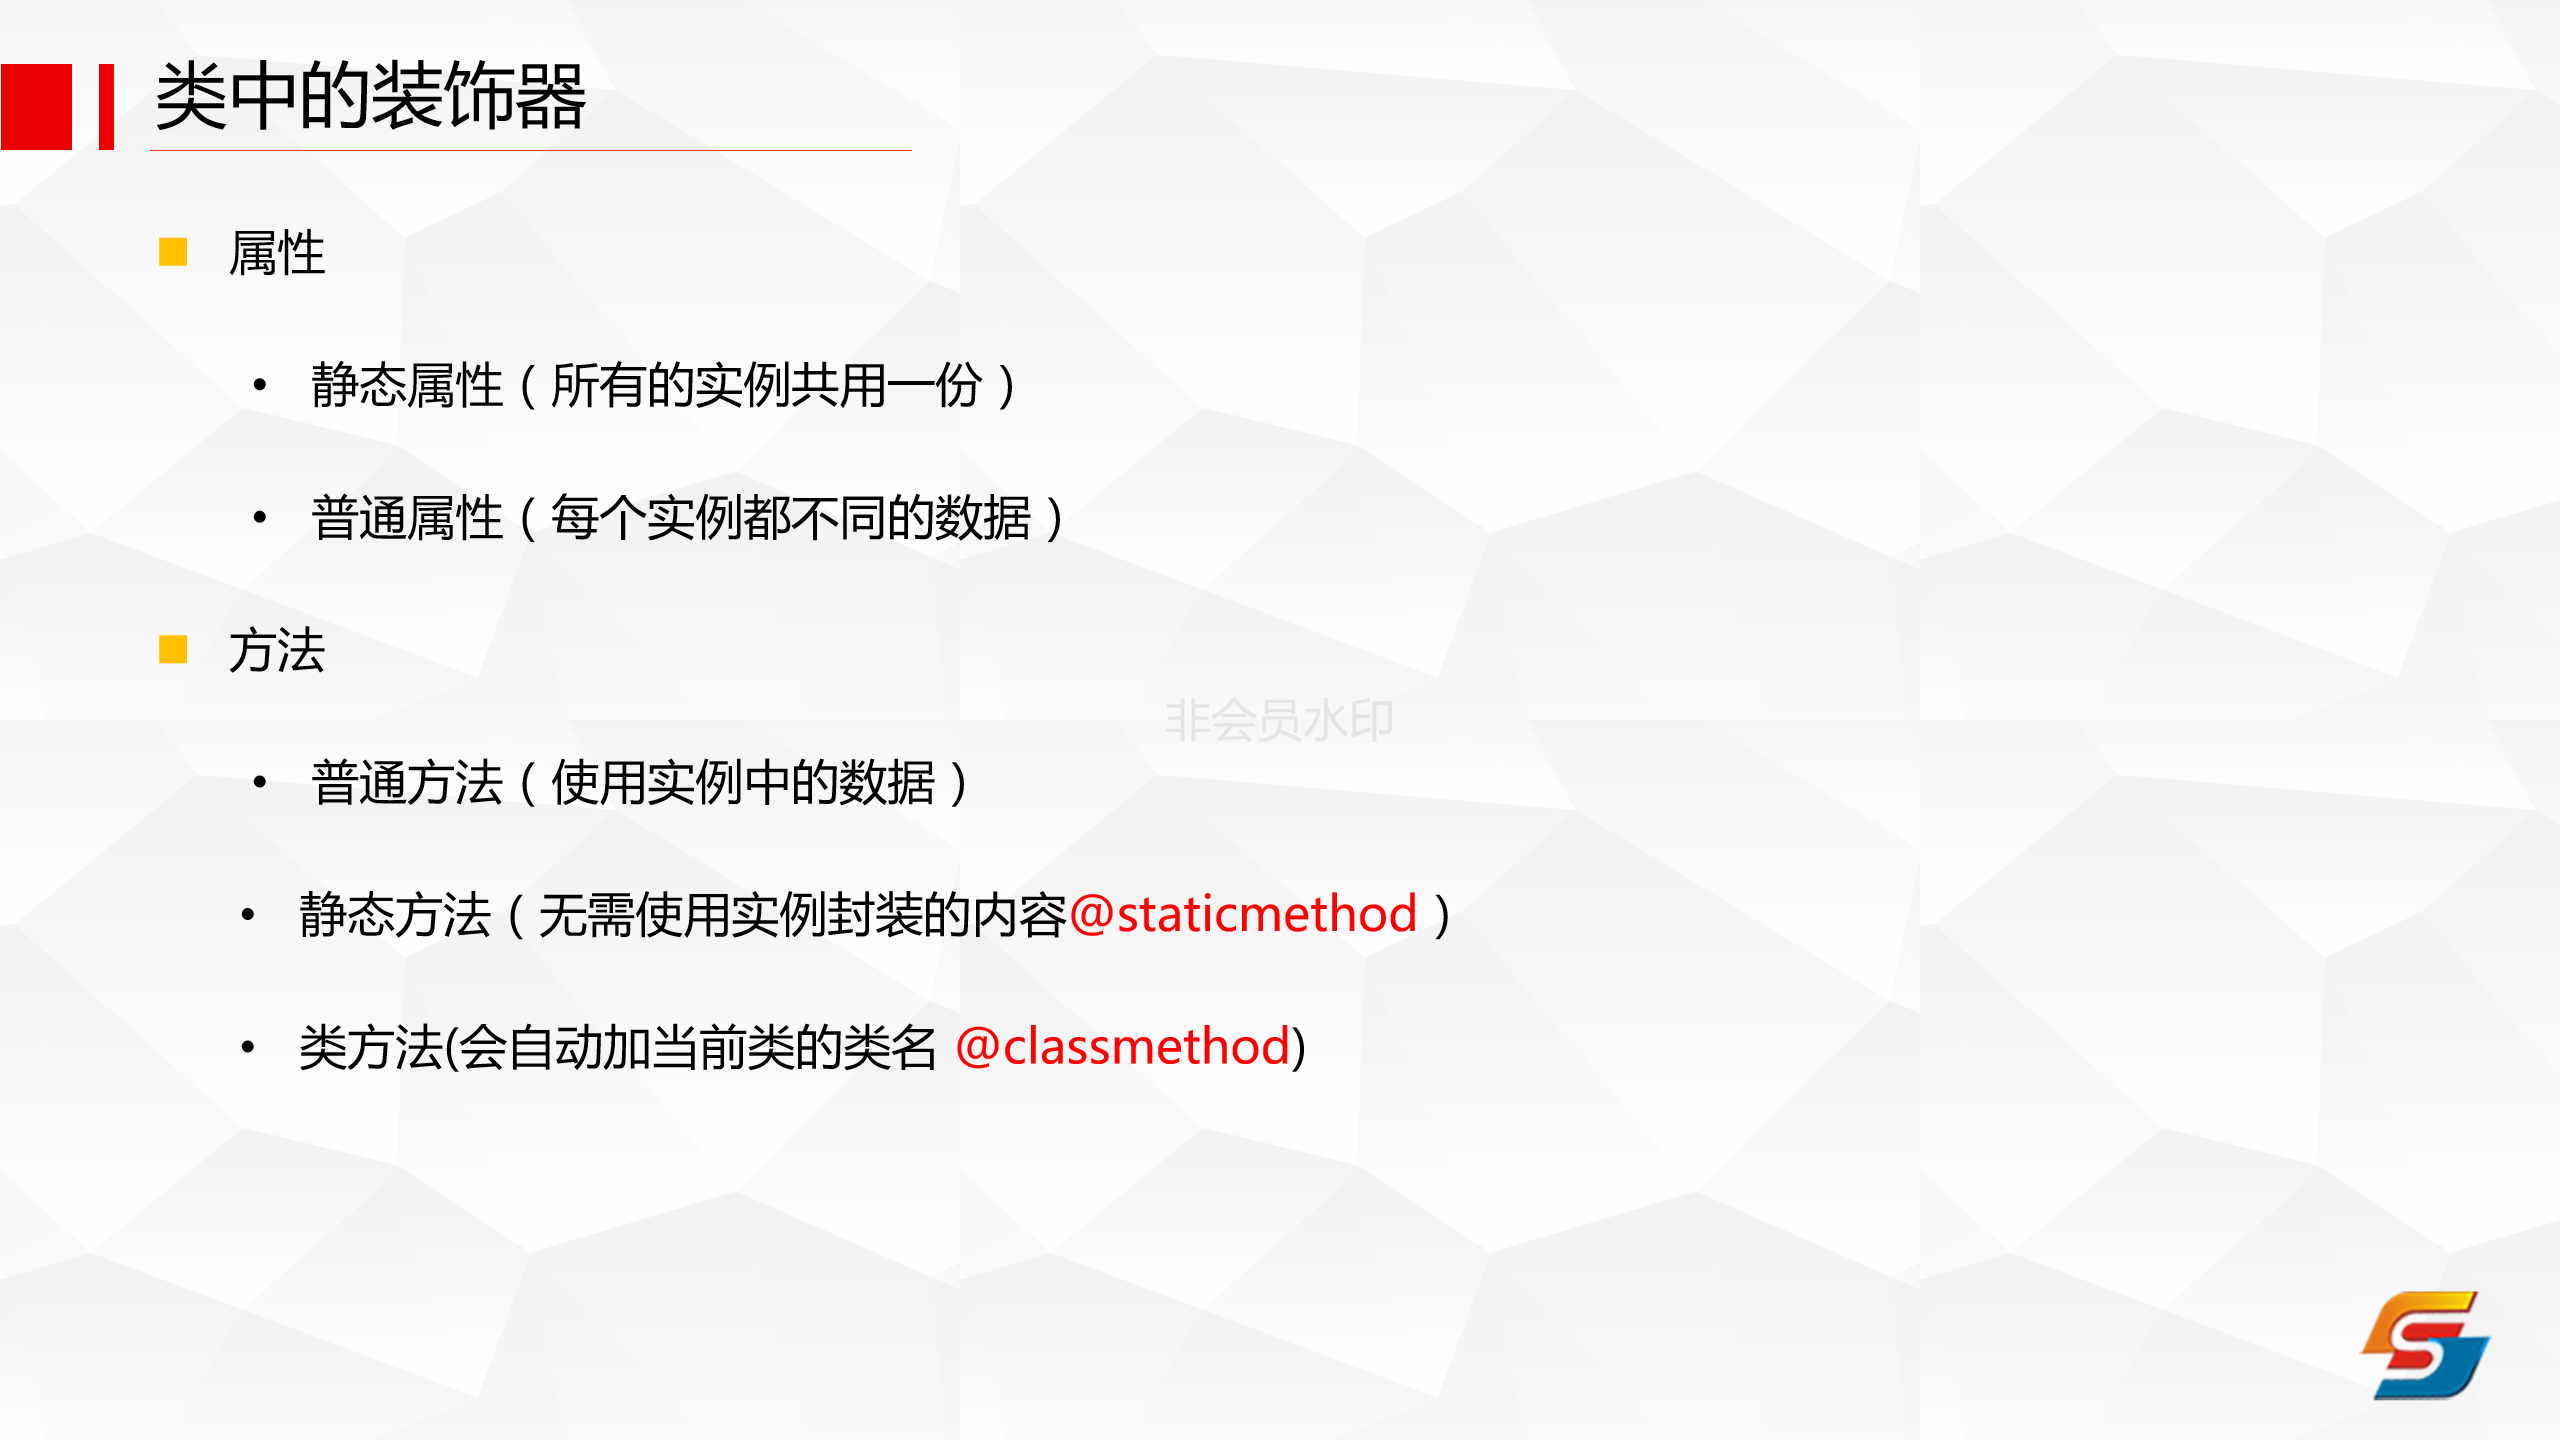 类中的装饰器
属性
静态属性（所有的实例共用一份）
普通属性（每个实例都不同的数据）
方法
非会员水印
普通方法（使用实例中的数据）
静态方法（无需使用实例封装的内容@staticmethod）
类方法(会自动加当前类的类名 @classmethod)